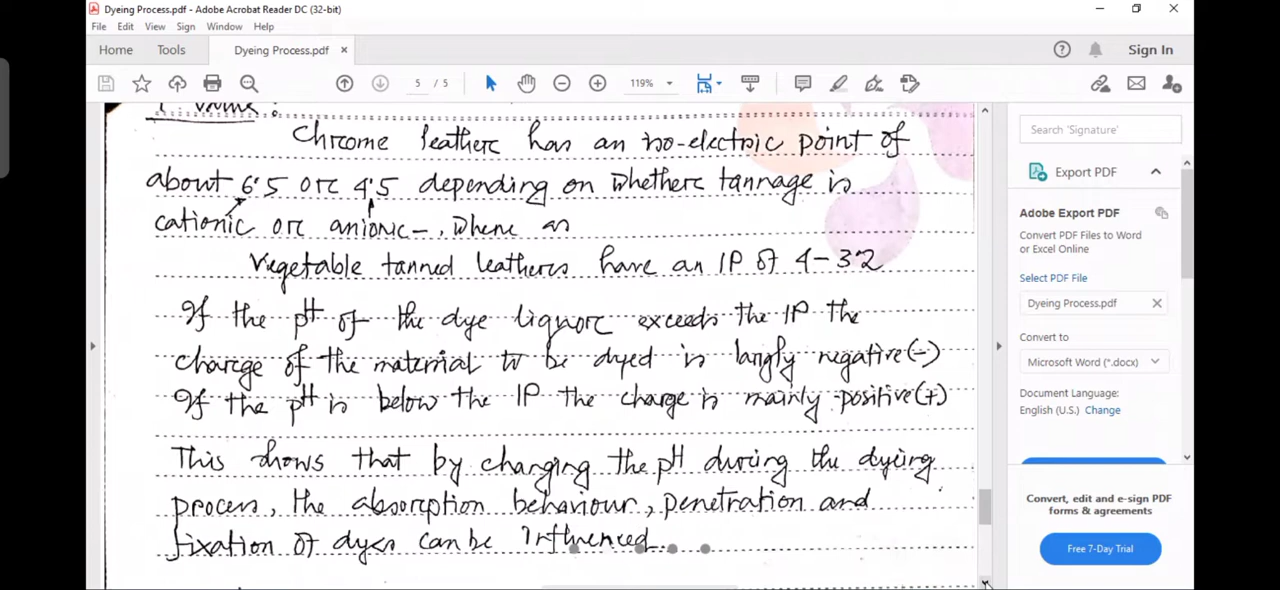 Dyeing Process.pdf - Adobe Acrobat Reader DC (32-bit)
File Edit View Sign Window Help
Home Tools Dyeing Process.pdf × Sign In
5 / 5 119%
Chrome leather has an iso-electric point of
about 6.5 or 4.5 depending on whether tannage is
cationic or anionic-, where as
Vegetable tanned leathers have an IP of 4-3.2
If the pH of the dye liquor exceeds the IP the
charge of the material to be dyed is largly negative(-)
If the pH is below the IP the charge is mainly positive(+)
This shows that by changing the pH during the dyeing
process, the absorption behaviour, penetration and
fixation of dyes can be influenced
Search 'Signature'
Export PDF
Adobe Export PDF
Convert PDF Files to Word
or Excel Online
Select PDF File
Dyeing Process.pdf ×
Convert to
Microsoft Word (*.docx)
Document Language:
English (U.S.) Change
Convert, edit and e-sign PDF
forms & agreements
Free 7-Day Trial